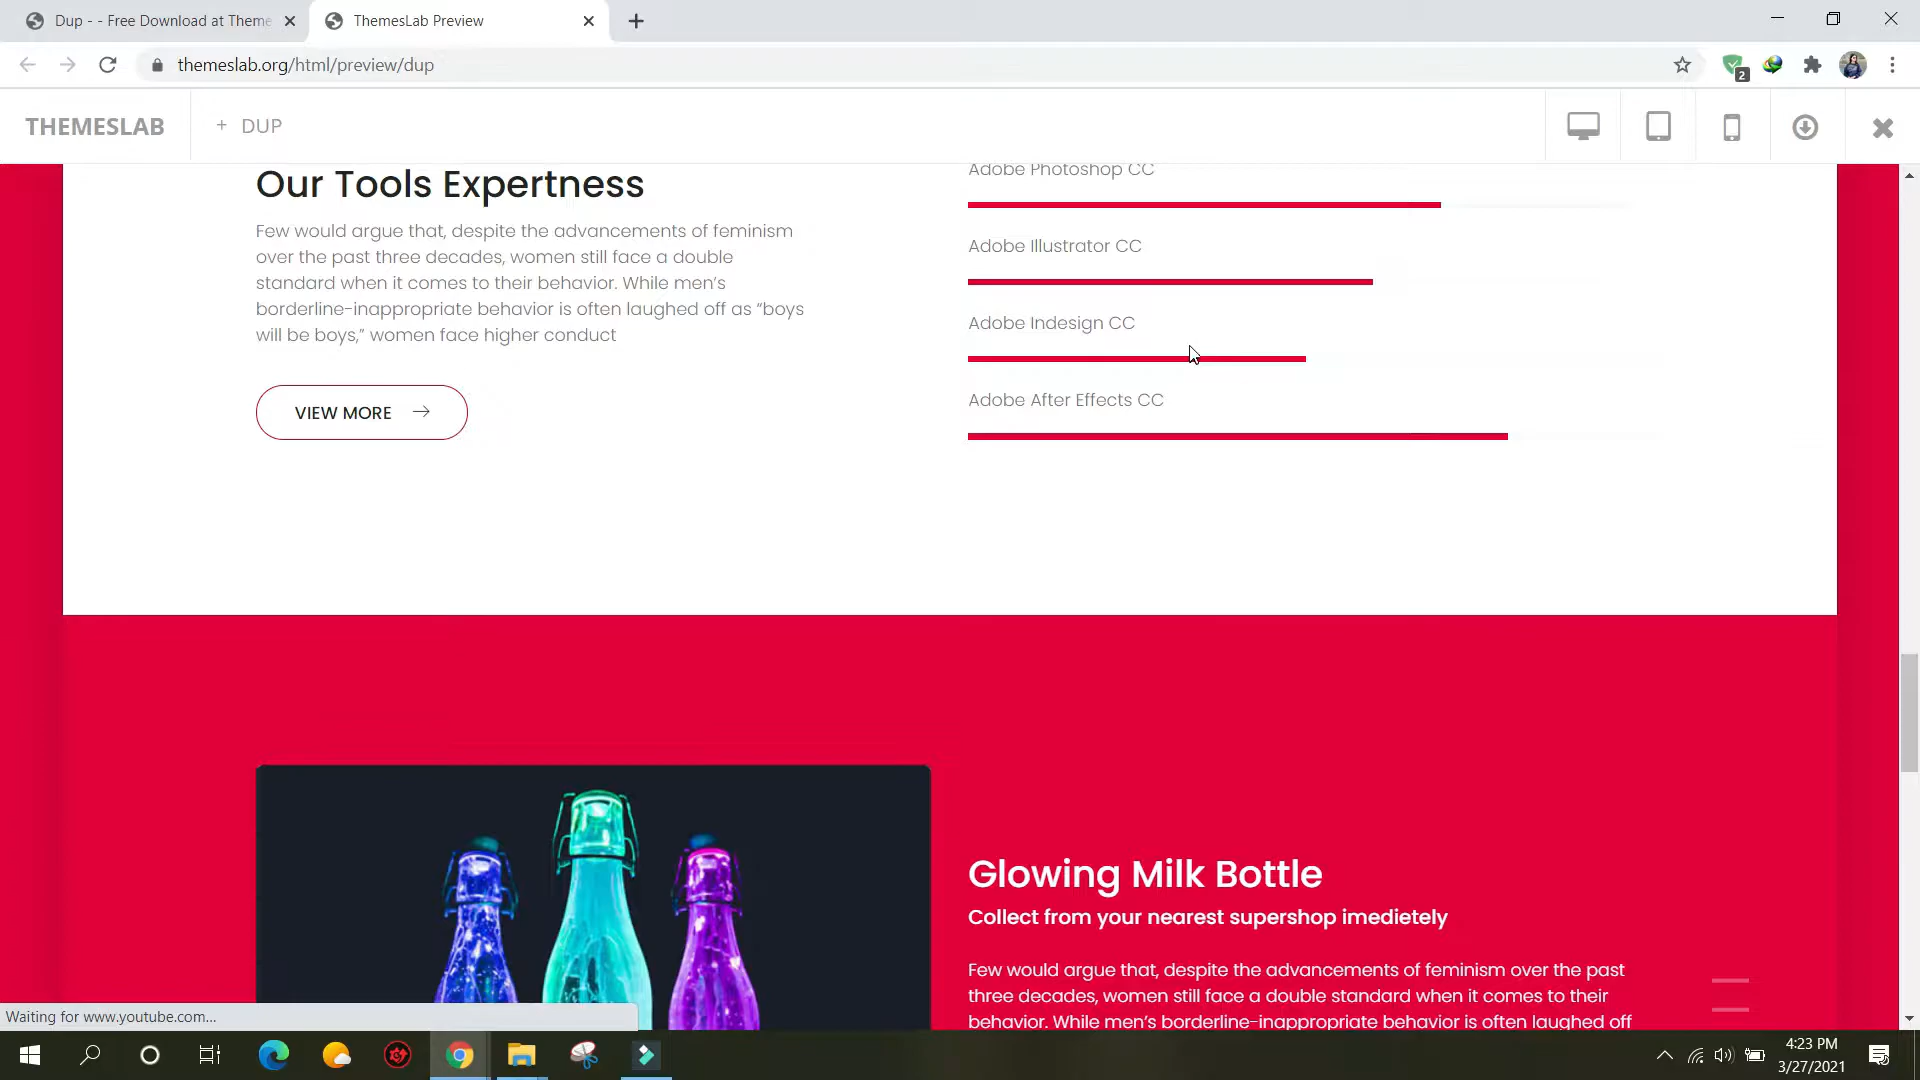 Dup - - Free Download at Theme
ThemesLab Preview
themeslab.org/html/preview/dup
2
THEMESLAB
+ DUP
Our Tools Expertness
Few would argue that, despite the advancements of feminism
over the past three decades, women still face a double
standard when it comes to their behavior. While men's
borderline-inappropriate behavior is often laughed off as “boys
will be boys,” women face higher conduct
VIEW MORE
Adobe Photoshop CC
Adobe Illustrator CC
Adobe Indesign CC
Adobe After Effects CC
Glowing Milk Bottle
Collect from your nearest supershop imedietely
Few would argue that, despite the advancements of feminism over the past
three decades, women still face a double standard when it comes to their
behavior. While men's borderline-inappropriate behavior is often laughed off
Waiting for www.youtube.com...
4:23 PM
3/27/2021